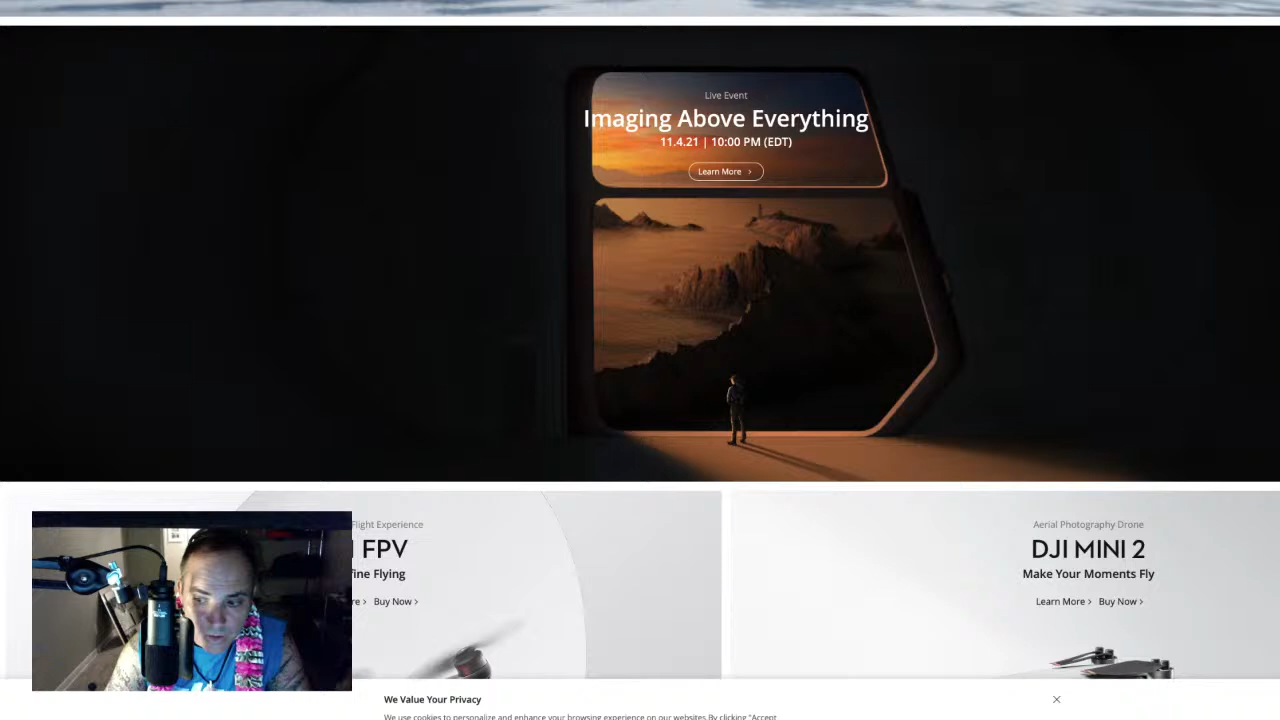 Live Event
Imaging Above Everything
11.4.21 | 10:00 PM (EDT)
Learn More
Flight Experience
FPV
fine Flying
re Buy Now
Aerial Photography Drone
DJI MINI 2
Make Your Moments Fly
Learn More Buy Now
We Value Your Privacy
We use cookies to personalize and enhance your browsing experience on our websites.By clicking "Accept